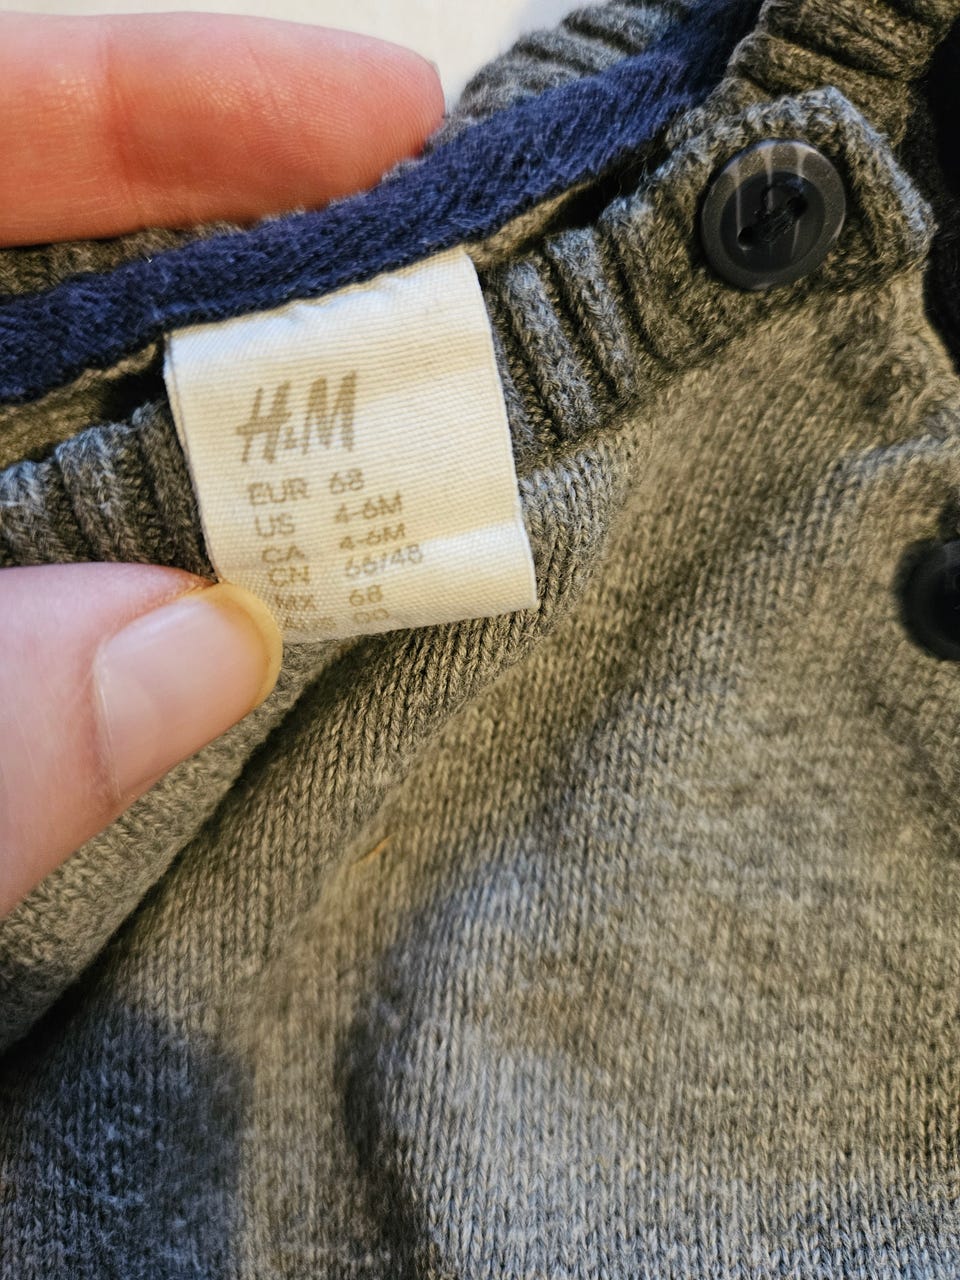 H&M
EUR 68
US 4-6M
CA 4-6M
CN 66/48
MX 68